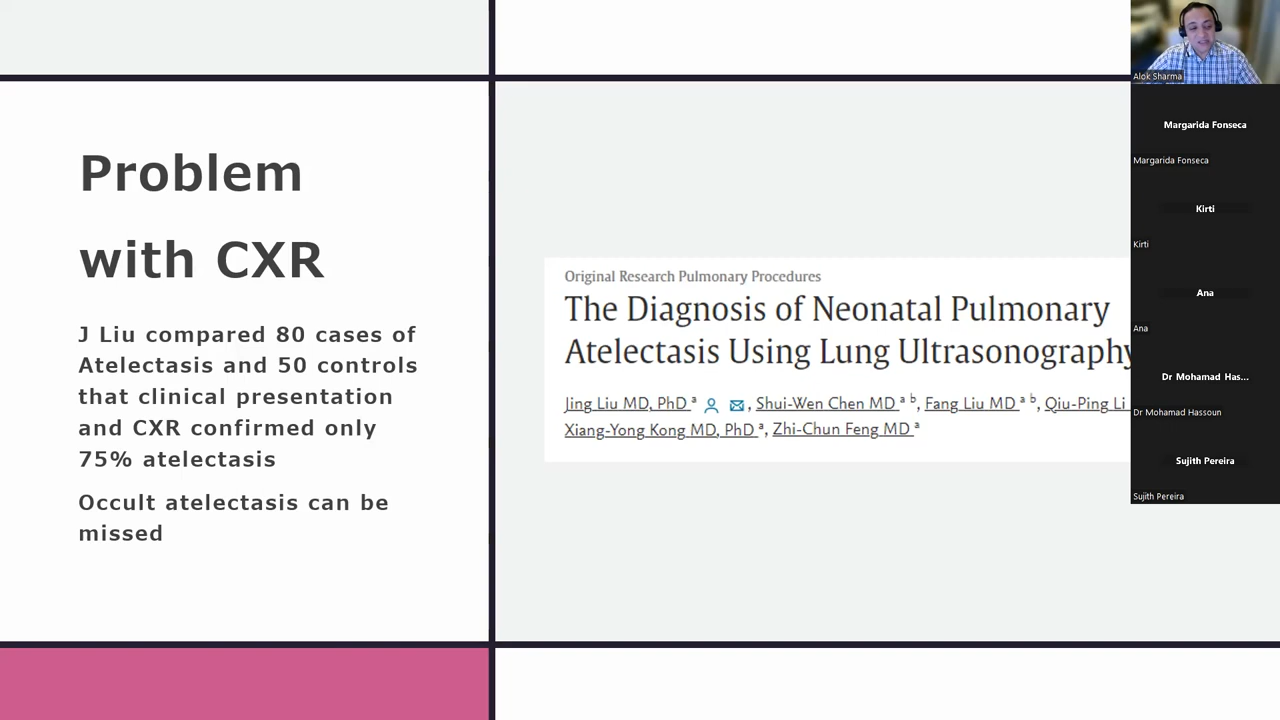 Problem
with CXR
J Liu compared 80 cases of
Atelectasis and 50 controls
that clinical presentation
and CXR confirmed only
75% atelectasis
Occult atelectasis can be
missed
Original Research Pulmonary Procedures
The Diagnosis of Neonatal Pulmonary
Atelectasis Using Lung Ultrasonography
Jing Liu MD, PhD a, Shui-Wen Chen MD a b, Fang Liu MD a b, Qiu-Ping Li
Xiang-Yong Kong MD, PhD a, Zhi-Chun Feng MD a
Alok Sharma
Margarida Fonseca
Margarida Fonseca
Kirti
Kirti
Ana
Ana
Dr Mohamad Has...
Dr Mohamad Hassoun
Sujith Pereira
Sujith Pereira